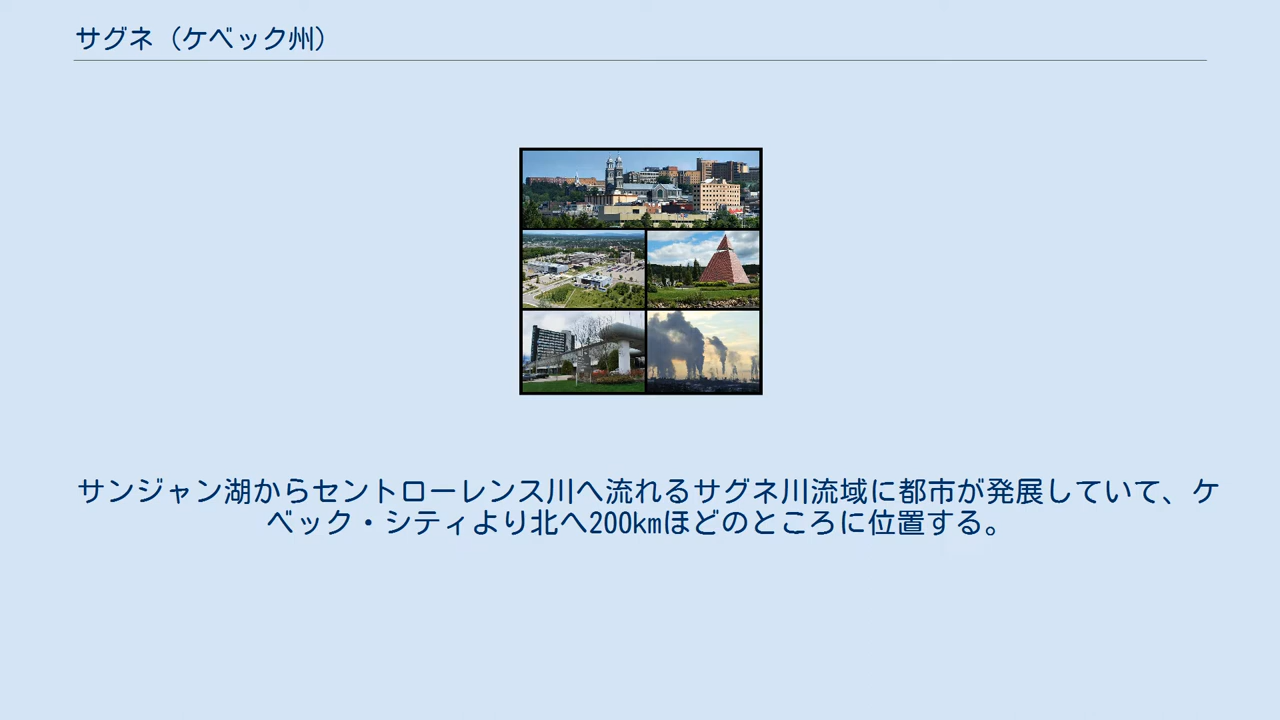 サグネ（ケベック州）
サンジャン湖からセントローレンス川へ流れるサグネ川流域に都市が発展していて、ケ
ベック・シティより北へ200kmほどのところに位置する。